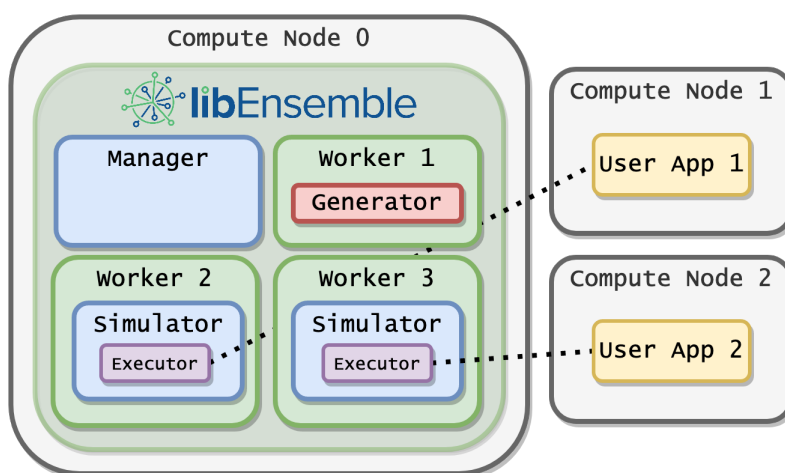 Compute Node 0
libEnsemble
Manager
Worker 1
Generator
Worker 2
Simulator
Executor
Worker 3
Simulator
Executor
Compute Node 1
User App 1
Compute Node 2
User App 2